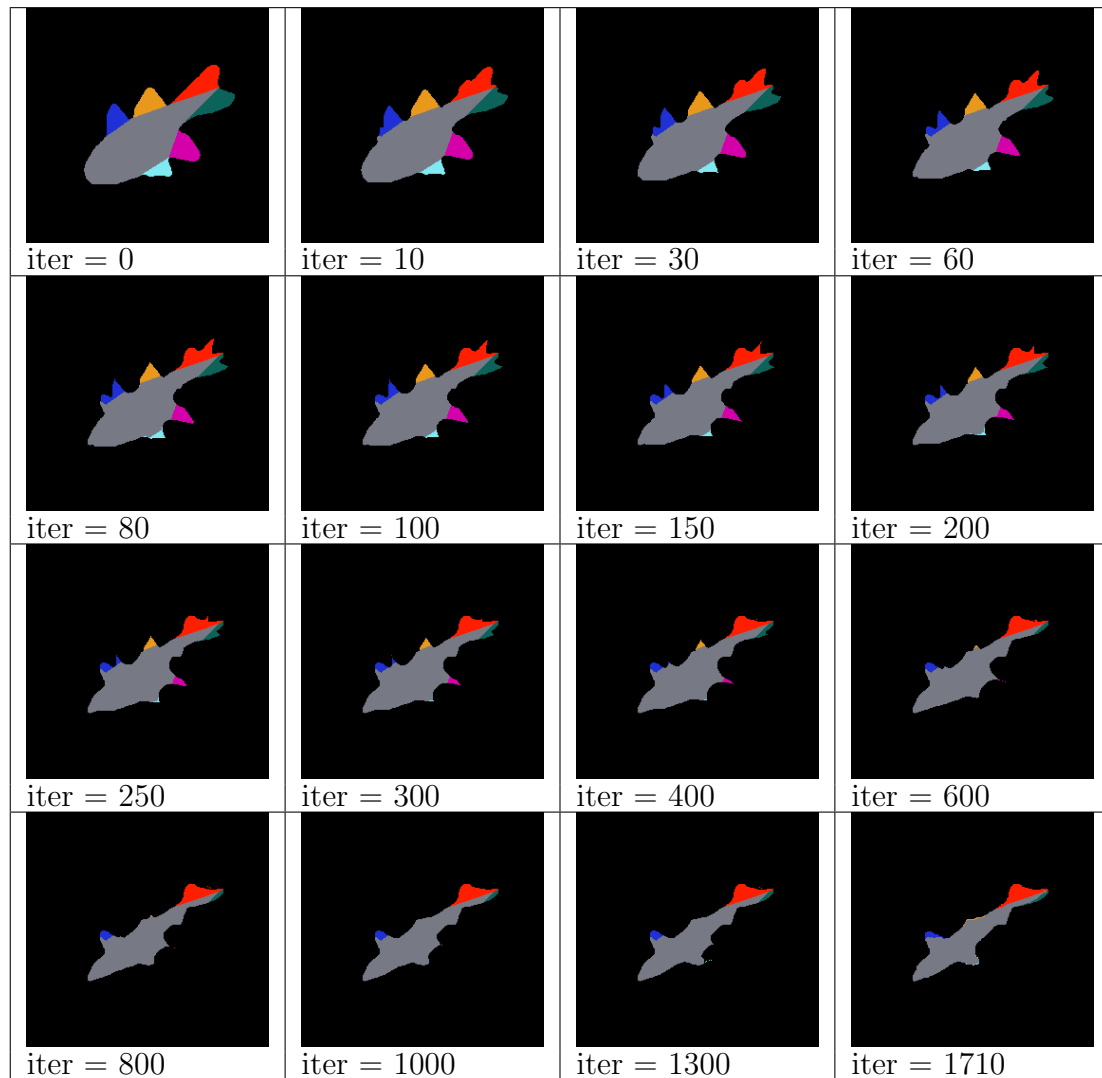 iter = 0
iter = 10
iter = 30
iter = 60
iter = 80
iter = 100
iter = 150
iter = 200
iter = 250
iter = 300
iter = 400
iter = 600
iter = 800
iter = 1000
iter = 1300
iter = 1710